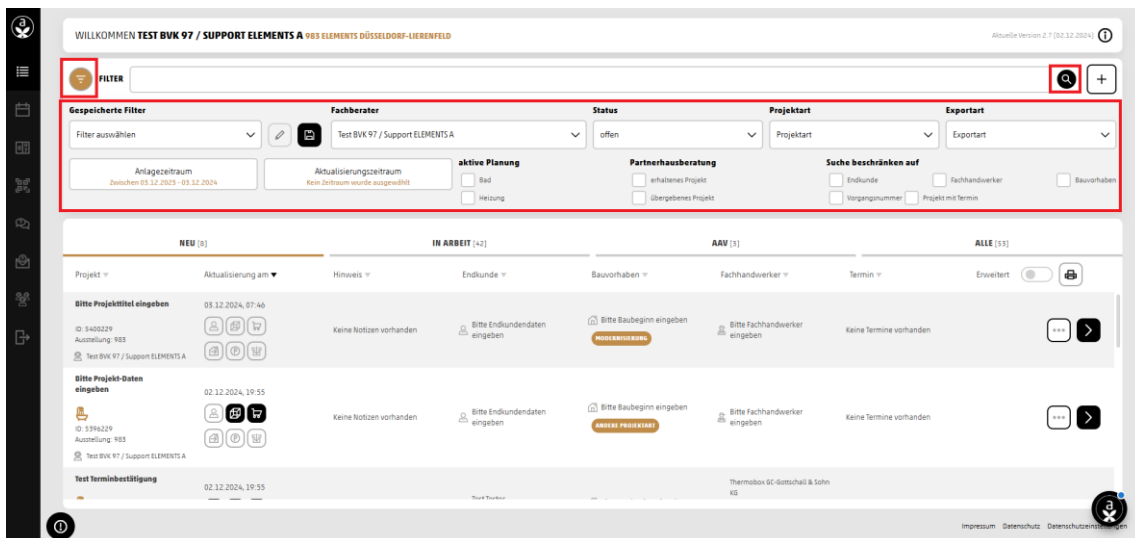 WILLKOMMEN TEST BVK 97 / SUPPORT ELEMENTS A 983 ELEMENTS DÜSSELDORF-LIERENFELD
Aktuelle Version 2.7 [02.12.2024]
FILTER
Gespeicherte Filter Fachberater Status Projektart Exportart
Filter auswählen Test BVK 97 / Support ELEMENTS A offen Projektart Exportart
Anlagezeitraum
Zwischen 03.12.2023 - 03.12.2024
Aktualisierungszeitraum
Kein Zeitraum wurde ausgewählt
aktive Planung
Bad
Heizung
Partnerhausberatung
erhaltenes Projekt
übergebenes Projekt
Suche beschränken auf
Endkunde Fachhandwerker Bauvorhaben
Vorgangsnummer Projekt mit Termin
NEU [8] IN ARBEIT [42] AAV [3] ALLE [53]
Projekt Aktualisierung am Hinweis Endkunde Bauvorhaben Fachhandwerker Termin Erweitert
Bitte Projekttitel eingeben
ID: 5400229
Ausstellung: 983
Test BVK 97 / Support ELEMENTS A
03.12.2024, 07:46
Keine Notizen vorhanden
Bitte Endkundendaten
eingeben
Bitte Baubeginn eingeben
MODERNISIERUNG
Bitte Fachhandwerker
eingeben
Keine Termine vorhanden
Bitte Projekt-Daten
eingeben
ID: 5396229
Ausstellung: 983
Test BVK 97 / Support ELEMENTS A
02.12.2024, 19:55
Keine Notizen vorhanden
Bitte Endkundendaten
eingeben
Bitte Baubeginn eingeben
ANDERE PROJEKTART
Bitte Fachhandwerker
eingeben
Keine Termine vorhanden
Test Terminbestätigung
02.12.2024, 19:55
Thermobox GC-Gottschall & Sohn
KG
Impressum Datenschutz Datenschutzeinstellungen